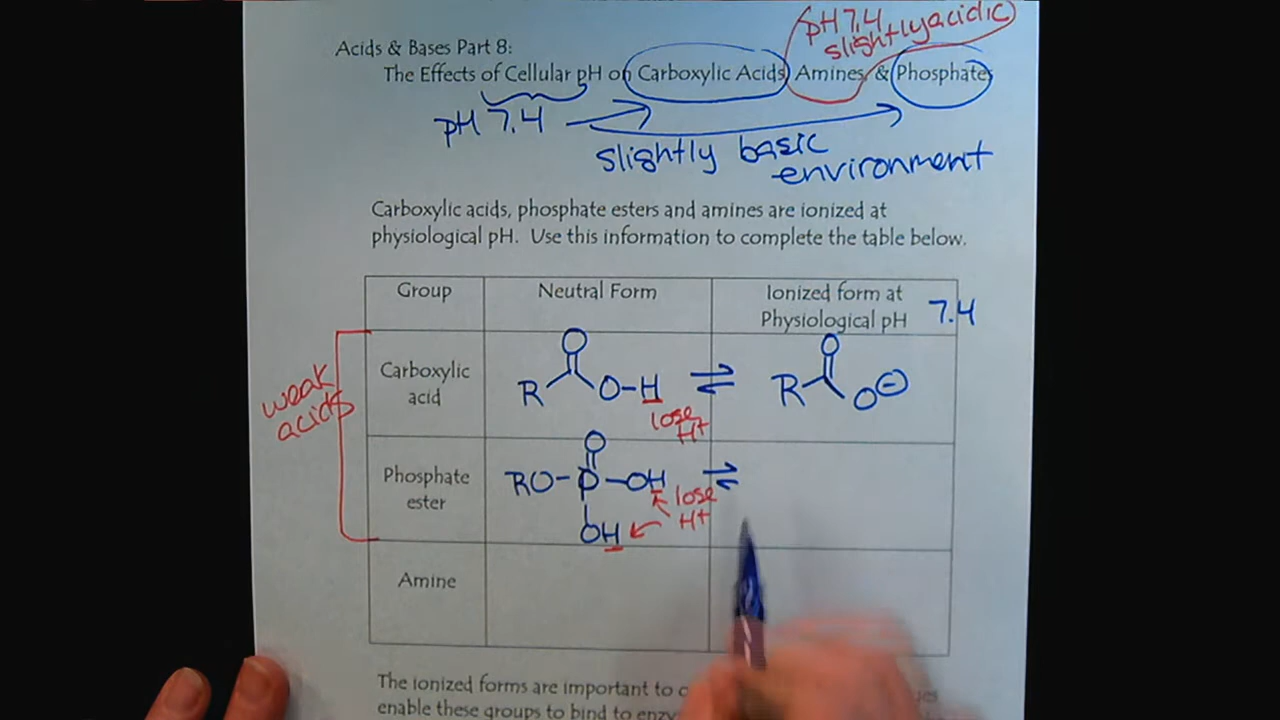 pH 7.4
slightly acidic
Acids & Bases Part 8:
The Effects of Cellular pH on Carboxylic Acids, Amines, & Phosphates
pH 7.4
slightly basic
environment
Carboxylic acids, phosphate esters and amines are ionized at
physiological pH. Use this information to complete the table below.
Group
Neutral Form
Ionized form at
Physiological pH
7.4
weak
acids
Carboxylic
acid
O
R O-H
lose
H+
⇌
O
R O⊖
Phosphate
ester
O
RO-P-OH
OH
lose
H+
⇌
Amine
The ionized forms are important to
enable these groups to bind to